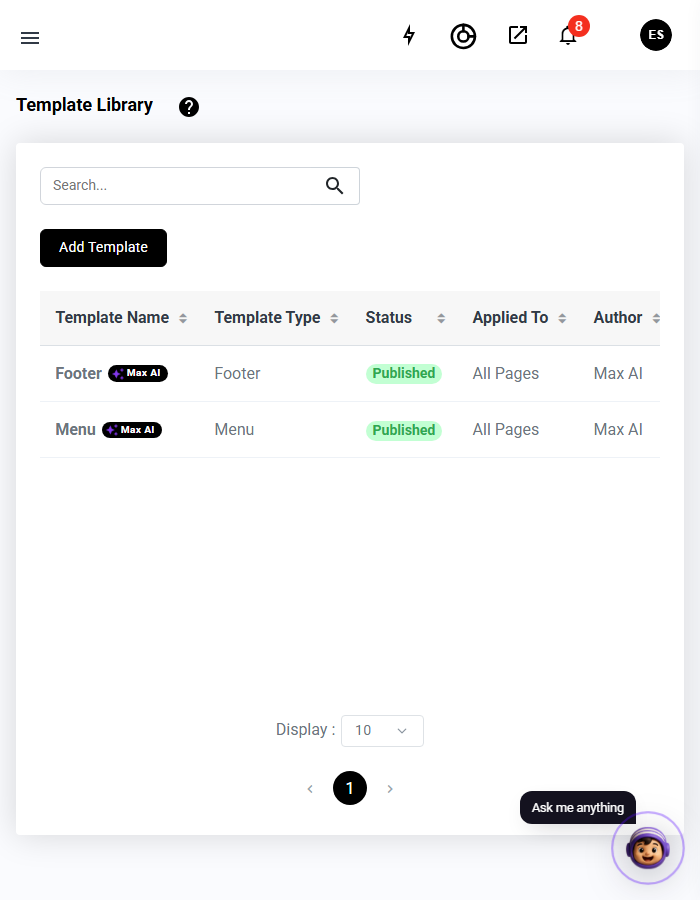 8
ES
Template Library
Search...
Add Template
Template Name Template Type Status Applied To Author
Footer Max AI Footer Published All Pages Max AI
Menu Max AI Menu Published All Pages Max AI
Display : 10
1
Ask me anything